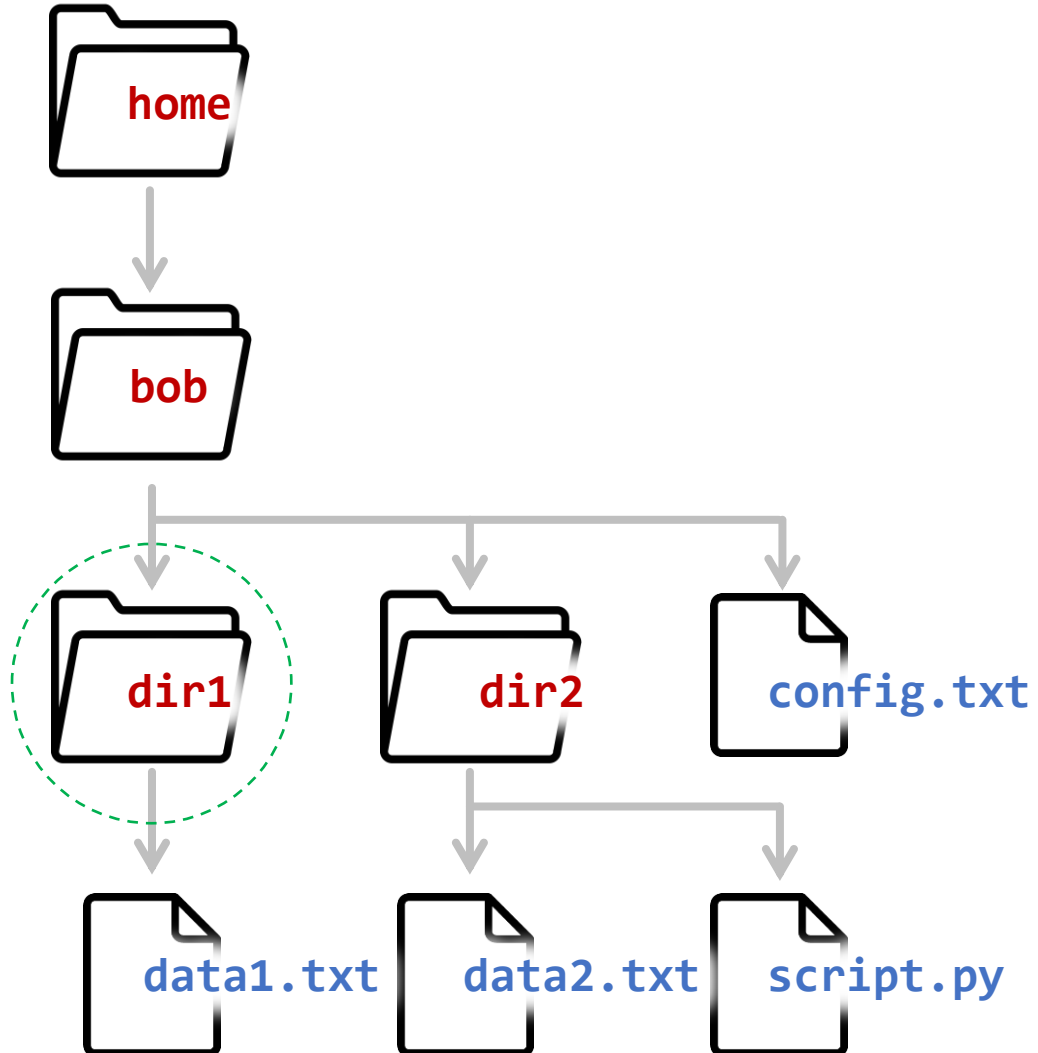 home
bob
dir1
dir2
config.txt
data1.txt
data2.txt
script.py